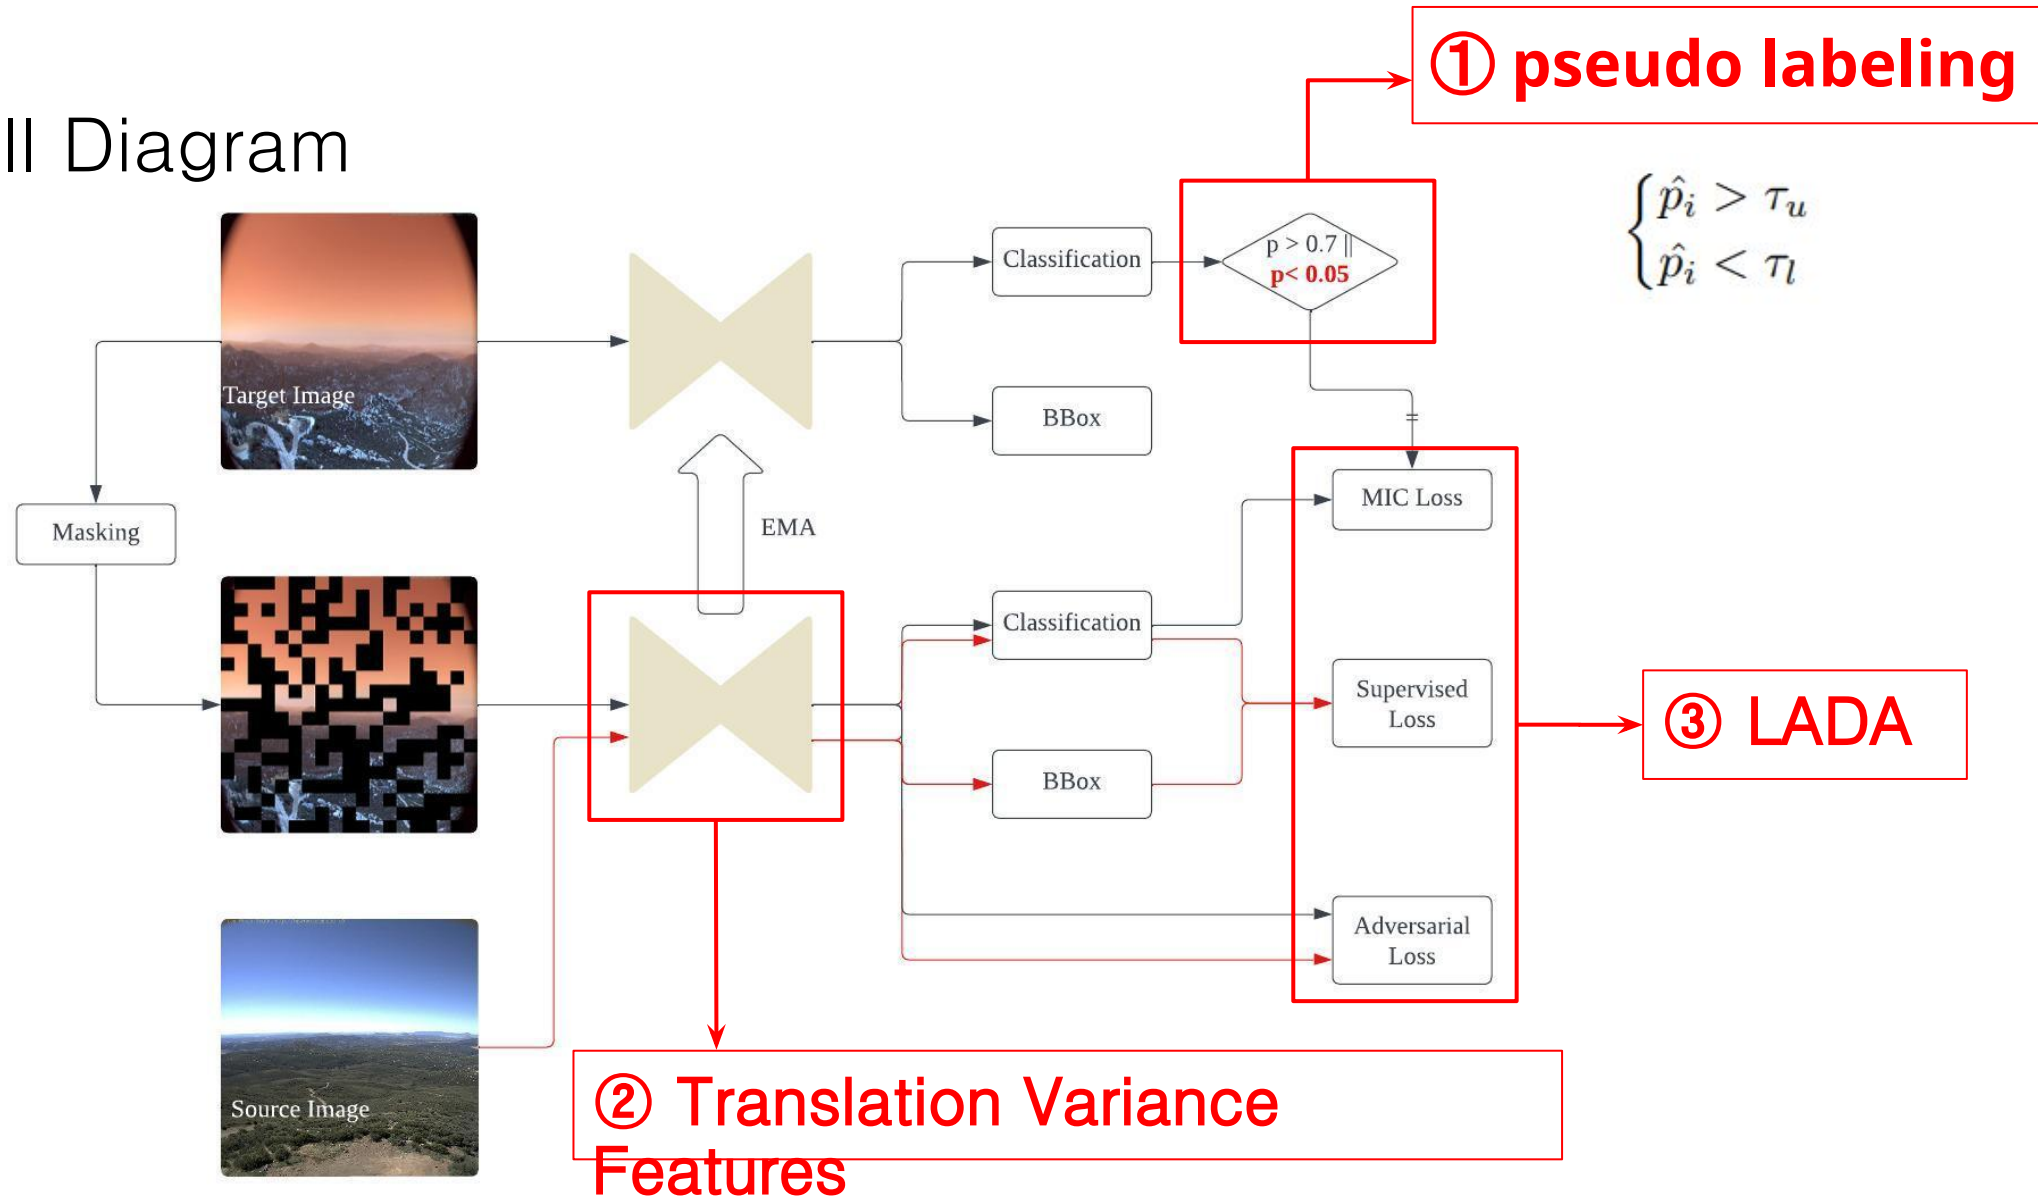 ① pseudo labeling
ll Diagram
p̂ᵢ > τᵤ
p̂ᵢ < τₗ
Classification
p > 0.7 ||
p< 0.05
Target Image
BBox
Masking
EMA
MIC Loss
Classification
Supervised
Loss
③ LADA
BBox
Adversarial
Loss
Source Image
② Translation Variance
Features